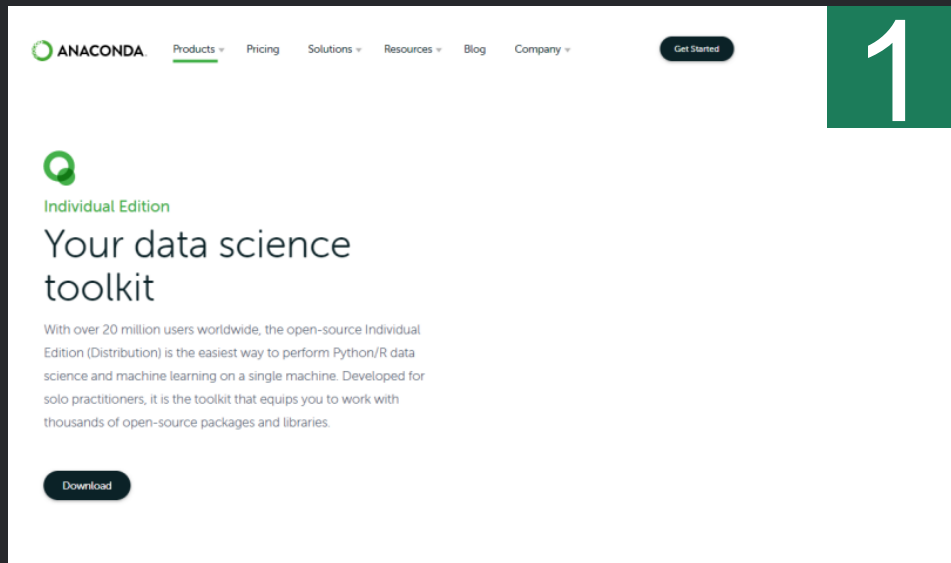 ANACONDA. Products Pricing Solutions Resources Blog Company Get Started
1
Individual Edition
Your data science
toolkit
With over 20 million users worldwide, the open-source Individual
Edition (Distribution) is the easiest way to perform Python/R data
science and machine learning on a single machine. Developed for
solo practitioners, it is the toolkit that equips you to work with
thousands of open-source packages and libraries.
Download